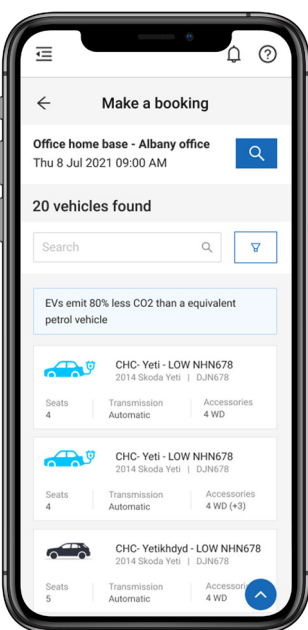 Make a booking
Office home base - Albany office
Thu 8 Jul 2021 09:00 AM
20 vehicles found
Search
EVs emit 80% less CO2 than a equivalent
petrol vehicle
CHC- Yeti - LOW NHN678
2014 Skoda Yeti | DJN678
Seats Transmission Accessories
4 Automatic 4 WD
CHC- Yeti - LOW NHN678
2014 Skoda Yeti | DJN678
Seats Transmission Accessories
4 Automatic 4 WD (+3)
CHC- Yetikhdyd - LOW NHN678
2014 Skoda Yeti | DJN678
Seats Transmission
5 Automatic 4 WD